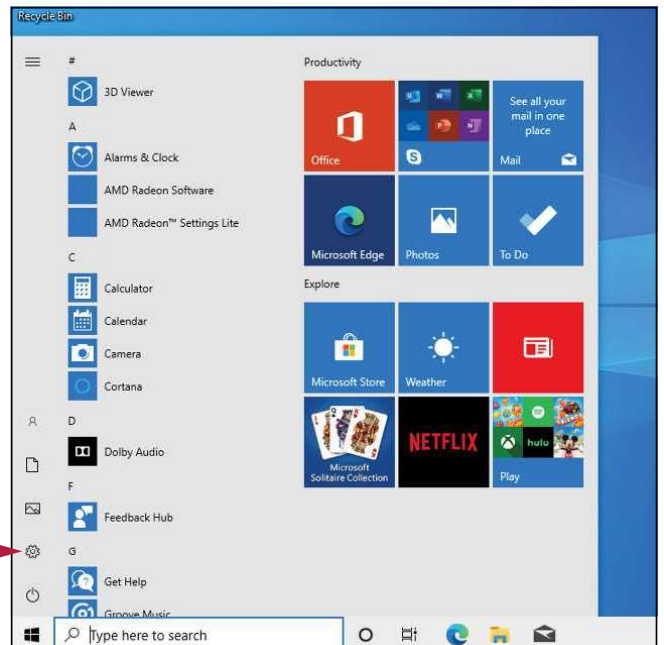 Recycle Bin
#
3D Viewer
A
Alarms & Clock
AMD Radeon Software
AMD Radeon™ Settings Lite
C
Calculator
Calendar
Camera
Cortana
D
Dolby Audio
F
Feedback Hub
G
Get Help
Groove Music
Productivity
Office
See all your
mail in one
place
Mail
Microsoft Edge
Photos
To Do
Explore
Microsoft Store
Weather
Microsoft
Solitaire Collection
NETFLIX
hulu
Play
Type here to search